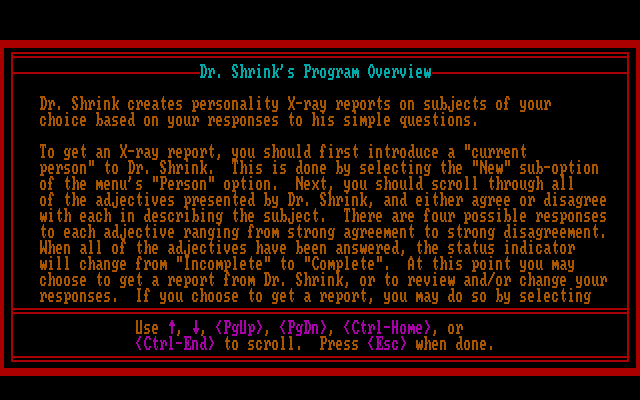 Dr. Shrink's Program Overview
Dr. Shrink creates personality X-ray reports on subjects of your
choice based on your responses to his simple questions.
To get an X-ray report, you should first introduce a "current
person" to Dr. Shrink.  This is done by selecting the "New" sub-option
of the menu's "Person" option.  Next, you should scroll through all
of the adjectives presented by Dr. Shrink, and either agree or disagree
with each in describing the subject.  There are four possible responses
to each adjective ranging from strong agreement to strong disagreement.
When all of the adjectives have been answered, the status indicator
will change from "Incomplete" to "Complete".  At this point you may
choose to get a report from Dr. Shrink, or to review and/or change your
responses.  If you choose to get a report, you may do so by selecting
Use ↑, ↓, <PgUp>, <PgDn>, <Ctrl-Home>, or
<Ctrl-End> to scroll.  Press <Esc> when done.